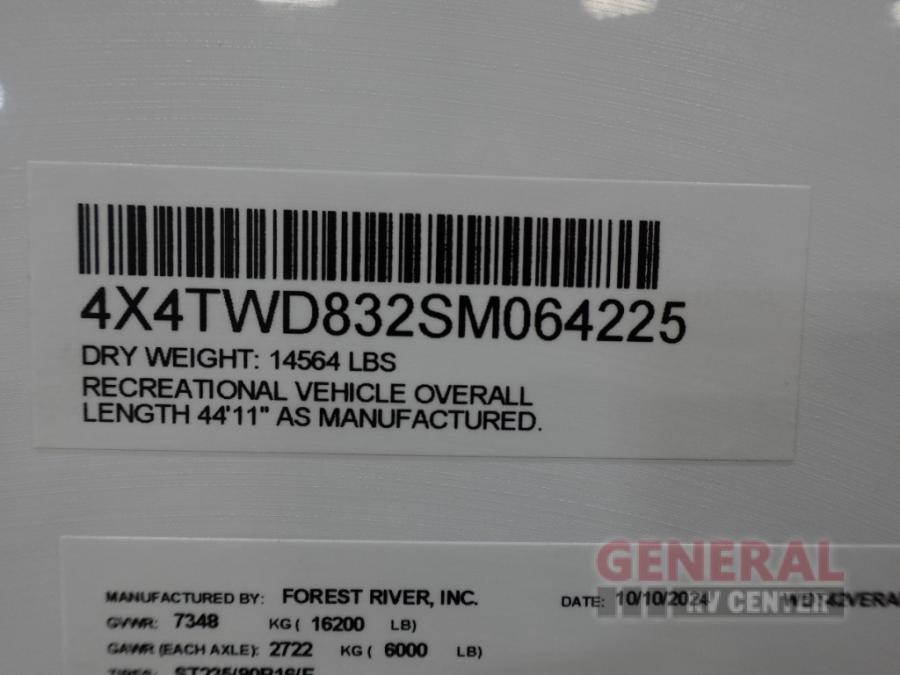 4X4TWD832SM064225
DRY WEIGHT: 14564 LBS
RECREATIONAL VEHICLE OVERALL
LENGTH 44'11" AS MANUFACTURED.
GENERAL
RV CENTER
MANUFACTURED BY: FOREST RIVER, INC. DATE: 10/10/2024
GVWR: 7348 KG ( 16200 LB)
GAWR (EACH AXLE): 2722 KG ( 6000 LB)